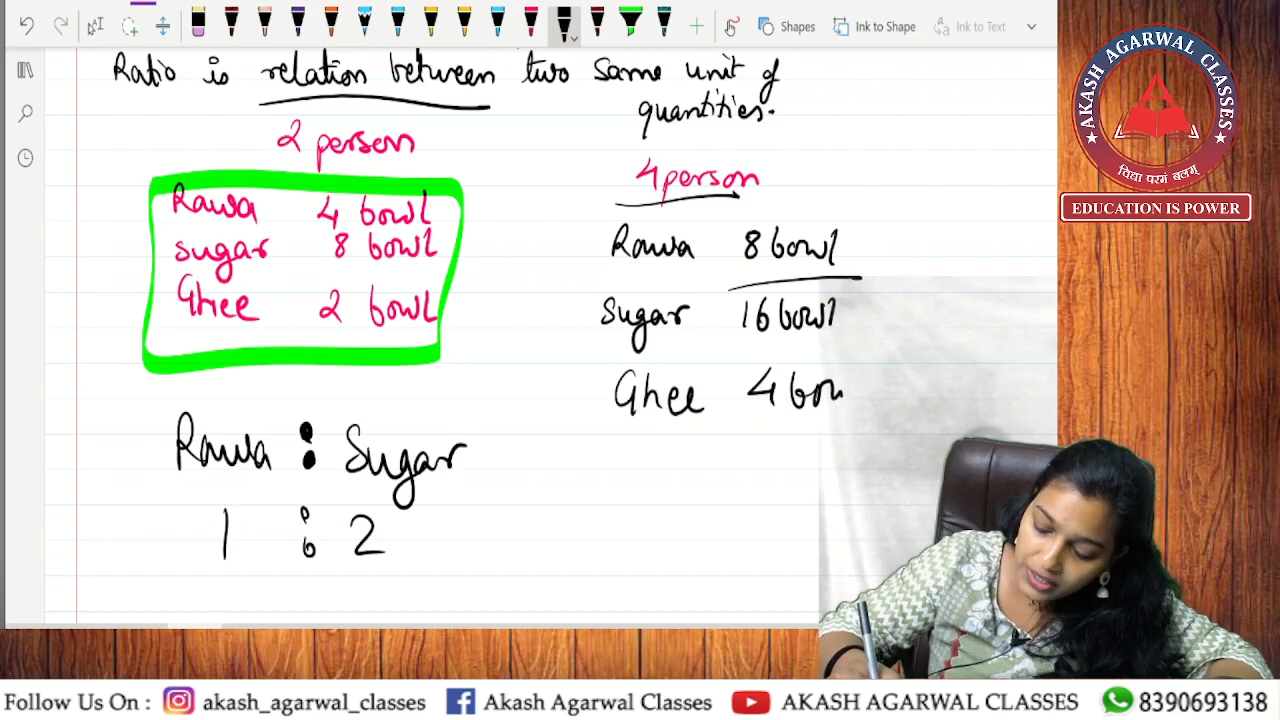 Shapes
Ink to Shape
Ink to Text
Ratio is relation between two same unit of
quantities.
2 person
Rawa 4 bowl
sugar 8 bowl
Ghee 2 bowl
4 person
Rawa 8 bowl
Sugar 16 bowl
Ghee 4 bow
Rawa : Sugar
1 : 2
AKASH AGARWAL CLASSES
विद्या परमं बलम्
EDUCATION IS POWER
Follow Us On : akash_agarwal_classes Akash Agarwal Classes AKASH AGARWAL CLASSES 8390693138